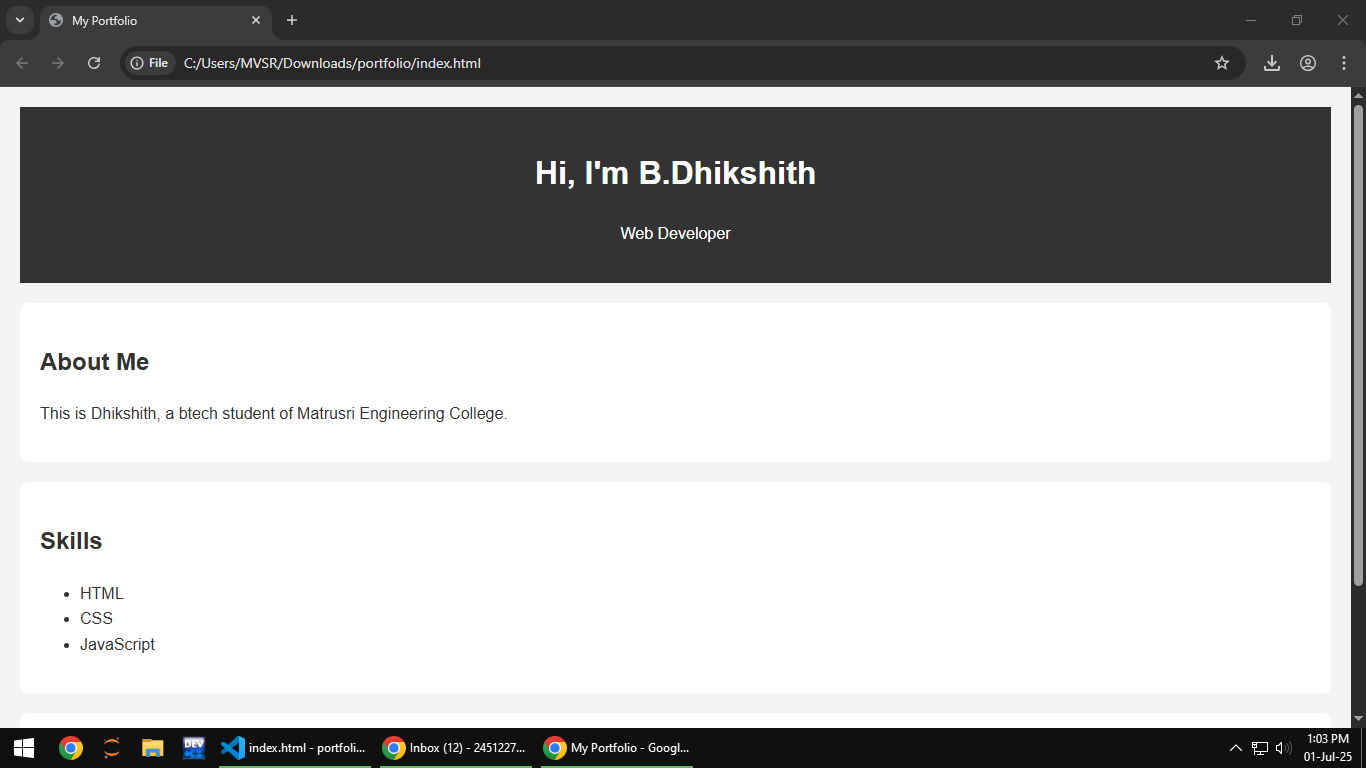 My Portfolio
File C:/Users/MVSR/Downloads/portfolio/index.html
Hi, I'm B.Dhikshith
Web Developer
About Me
This is Dhikshith, a btech student of Matrusri Engineering College.
Skills
HTML
CSS
JavaScript
DEV
index.html - portfoli...
Inbox (12) - 2451227...
My Portfolio - Googl...
1:03 PM
01-Jul-25